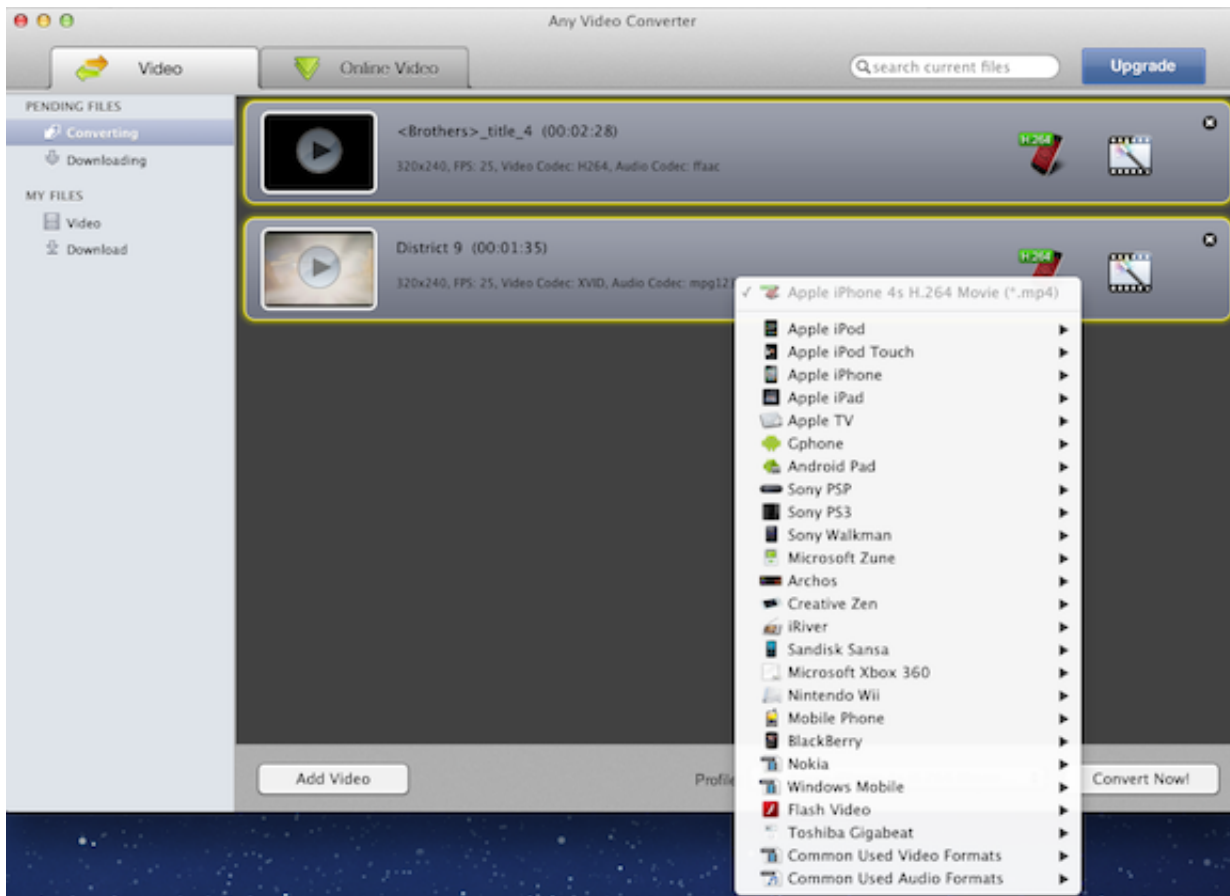 Any Video Converter
Video
Online Video
search current files
Upgrade
PENDING FILES
Converting
Downloading
MY FILES
Video
Download
<Brothers>_title_4 (00:02:28)
320x240, FPS: 25, Video Codec: H264, Audio Codec: ffaac
H.264
District 9 (00:01:35)
320x240, FPS: 25, Video Codec: XVID, Audio Codec: mpg12
H.264
✓ Apple iPhone 4s H.264 Movie (*.mp4)
Apple iPod
Apple iPod Touch
Apple iPhone
Apple iPad
Apple TV
Gphone
Android Pad
Sony PSP
Sony PS3
Sony Walkman
Microsoft Zune
Archos
Creative Zen
iRiver
Sandisk Sansa
Microsoft Xbox 360
Nintendo Wii
Mobile Phone
BlackBerry
Nokia
Windows Mobile
Flash Video
Toshiba Gigabeat
Common Used Video Formats
Common Used Audio Formats
Add Video
Profile
Convert Now!